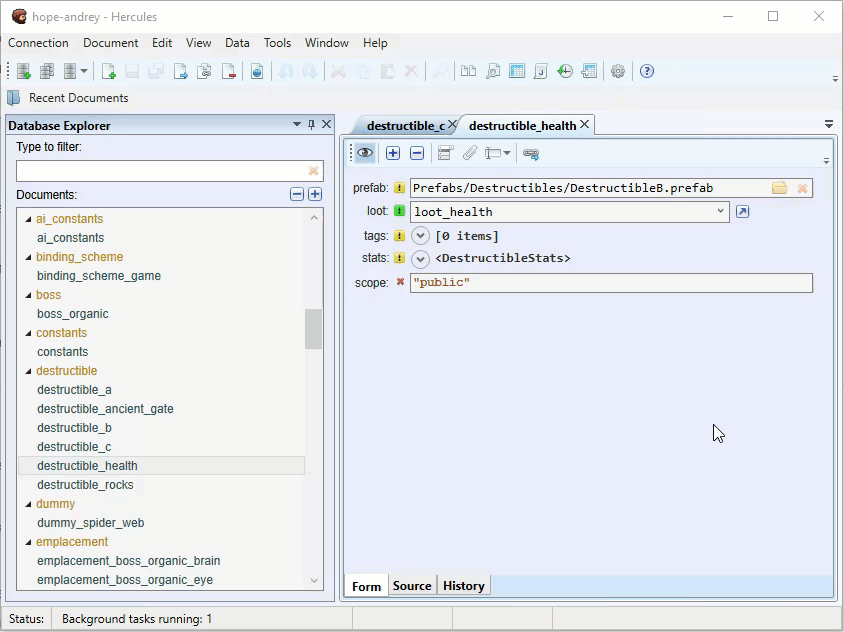 hope-andrey - Hercules
Connection Document Edit View Data Tools Window Help
Recent Documents
Database Explorer
Type to filter:
Documents:
ai_constants
ai_constants
binding_scheme
binding_scheme_game
boss
boss_organic
constants
constants
destructible
destructible_a
destructible_ancient_gate
destructible_b
destructible_c
destructible_health
destructible_rocks
dummy
dummy_spider_web
emplacement
emplacement_boss_organic_brain
emplacement_boss_organic_eye
destructible_c destructible_health
prefab: Prefabs/Destructibles/DestructibleB.prefab
loot: loot_health
tags: [0 items]
stats: <DestructibleStats>
scope: "public"
Form Source History
Status: Background tasks running: 1